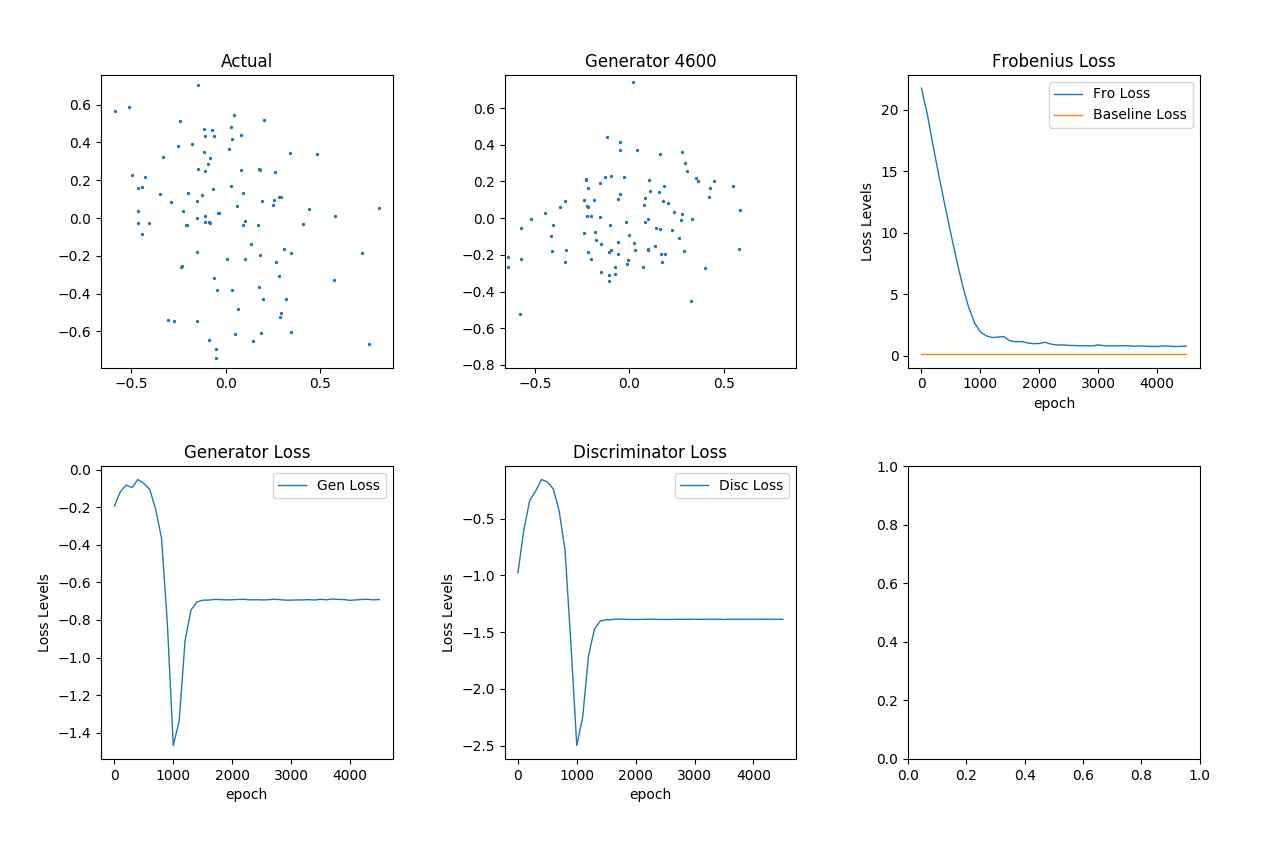 Actual
0.6
0.4
0.2
0.0
−0.2
−0.4
−0.6
−0.5 0.0 0.5
Generator 4600
0.6
0.4
0.2
0.0
−0.2
−0.4
−0.6
−0.8
−0.5 0.0 0.5
Frobenius Loss
Fro Loss
Baseline Loss
Loss Levels
20
15
10
5
0
0 1000 2000 3000 4000
epoch
Generator Loss
Gen Loss
Loss Levels
0.0
−0.2
−0.4
−0.6
−0.8
−1.0
−1.2
−1.4
0 1000 2000 3000 4000
epoch
Discriminator Loss
Disc Loss
Loss Levels
−0.5
−1.0
−1.5
−2.0
−2.5
0 1000 2000 3000 4000
epoch
1.0
0.8
0.6
0.4
0.2
0.0
0.0 0.2 0.4 0.6 0.8 1.0